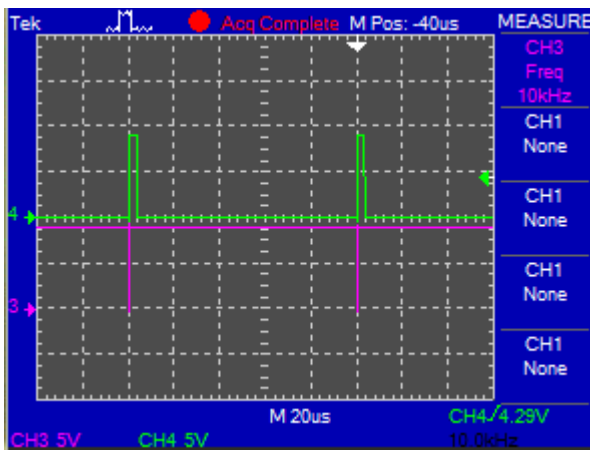 Tek Aoq Complete M Pos: -40us MEASURE
CH3
Freq
10kHz
CH1
None
4
CH1
None
CH1
None
3
CH1
None
M 20us CH4 4.29V
CH3 5V CH4 5V 10.0kHz